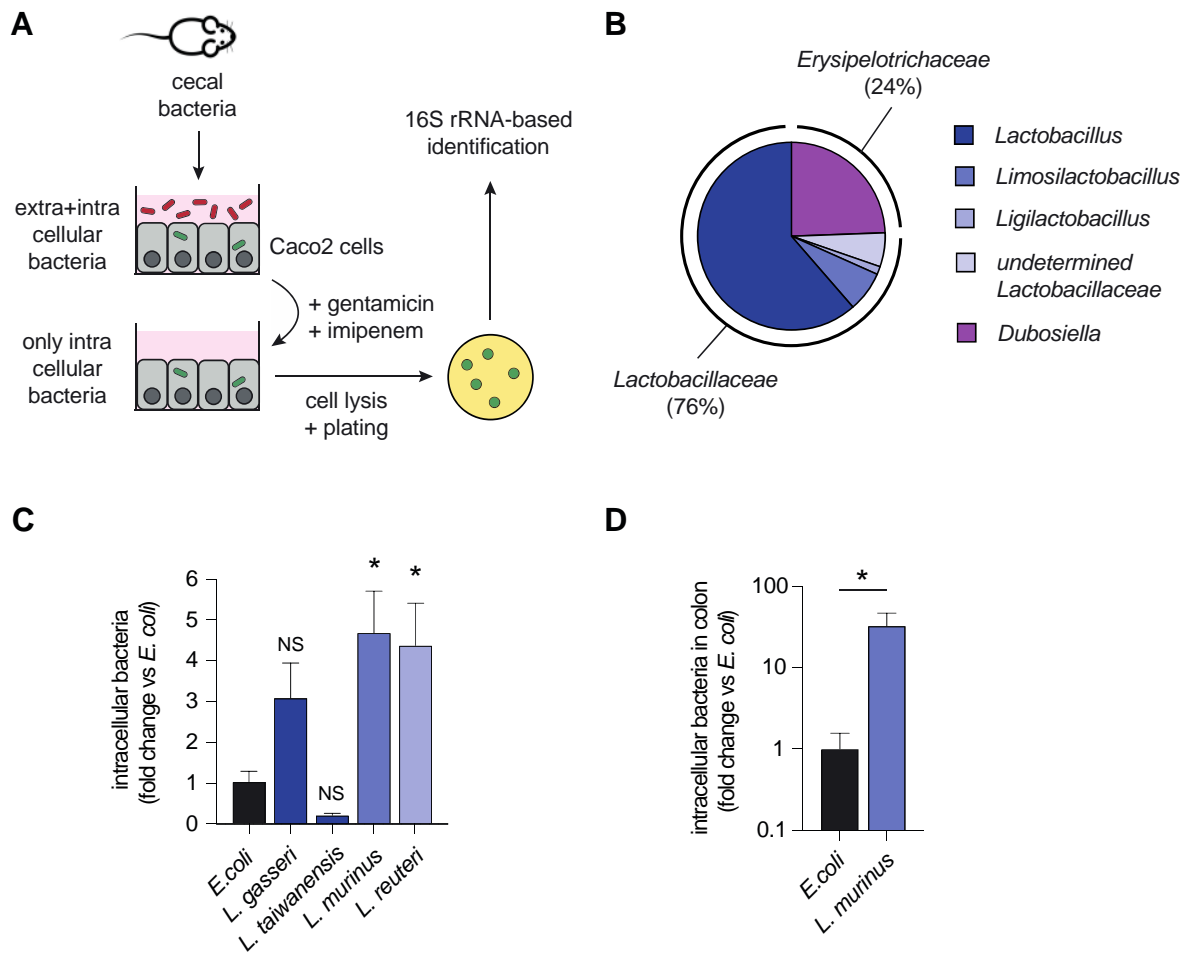 A
cecal
bacteria
extra+intra
cellular
bacteria
Caco2 cells
+ gentamicin
+ imipenem
only intra
cellular
bacteria
cell lysis
+ plating
16S rRNA-based
identification
B
Erysipelotrichaceae
(24%)
Lactobacillaceae
(76%)
Lactobacillus
Limosilactobacillus
Ligilactobacillus
undetermined
Lactobacillaceae
Dubosiella
C
intracellular bacteria
(fold change vs E. coli)
6
5
4
3
2
1
0
NS
NS
*
*
E.coli
L. gasseri
L. taiwanensis
L. murinus
L. reuteri
D
intracellular bacteria in colon
(fold change vs E. coli)
100
10
1
0.1
*
E.coli
L. murinus